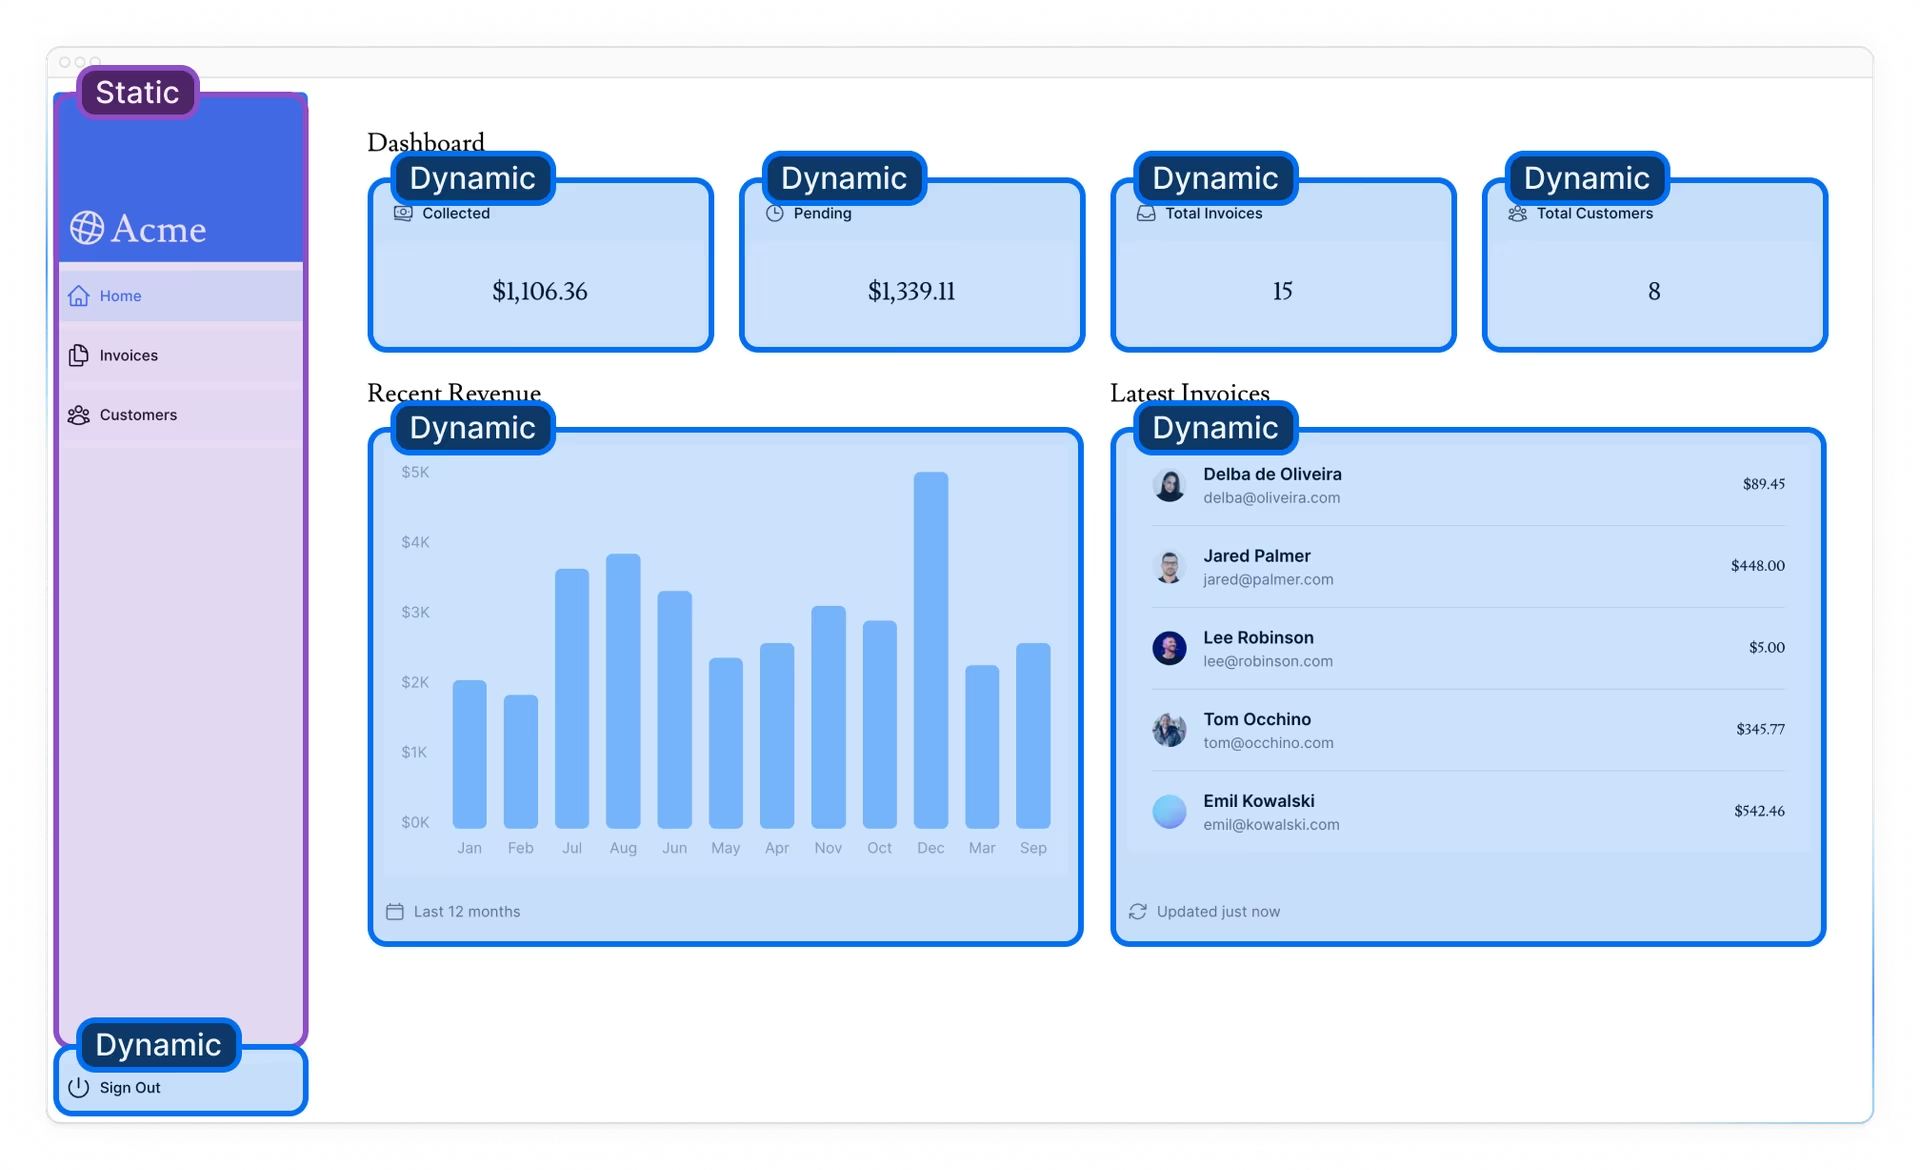 Static
Acme
Home
Invoices
Customers
Dynamic
Sign Out
Dashboard
Dynamic
Collected
$1,106.36
Dynamic
Pending
$1,339.11
Dynamic
Total Invoices
15
Dynamic
Total Customers
8
Recent Revenue
Dynamic
$5K
$4K
$3K
$2K
$1K
$0K
Jan Feb Jul Aug Jun May Apr Nov Oct Dec Mar Sep
Last 12 months
Latest Invoices
Dynamic
Delba de Oliveira
delba@oliveira.com
$89.45
Jared Palmer
jared@palmer.com
$448.00
Lee Robinson
lee@robinson.com
$5.00
Tom Occhino
tom@occhino.com
$345.77
Emil Kowalski
emil@kowalski.com
$542.46
Updated just now